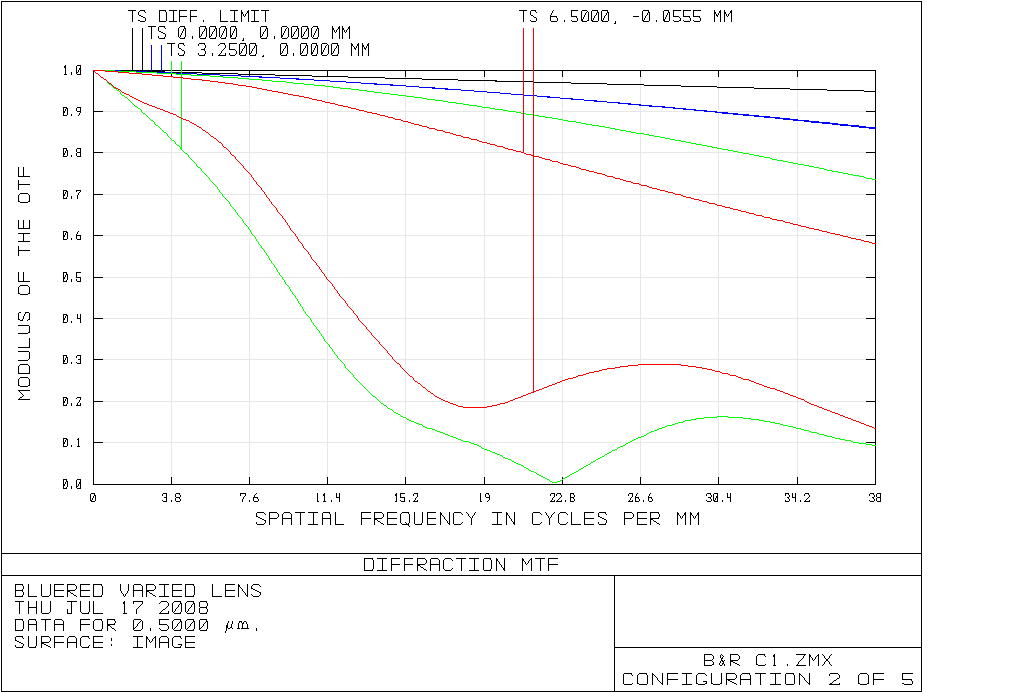 TS DIFF. LIMIT
TS 0.0000, 0.0000 MM
TS 3.2500, 0.0000 MM
TS 6.5000, -0.0555 MM
1.0
0.9
0.8
0.7
0.6
0.5
0.4
0.3
0.2
0.1
0.0
MODULUS OF THE OTF
0 3.8 7.6 11.4 15.2 19 22.8 26.6 30.4 34.2 38
SPATIAL FREQUENCY IN CYCLES PER MM
DIFFRACTION MTF
BLUERED VARIED LENS
THU JUL 17 2008
DATA FOR 0.5000 µm.
SURFACE: IMAGE
B&R C1.ZMX
CONFIGURATION 2 OF 5